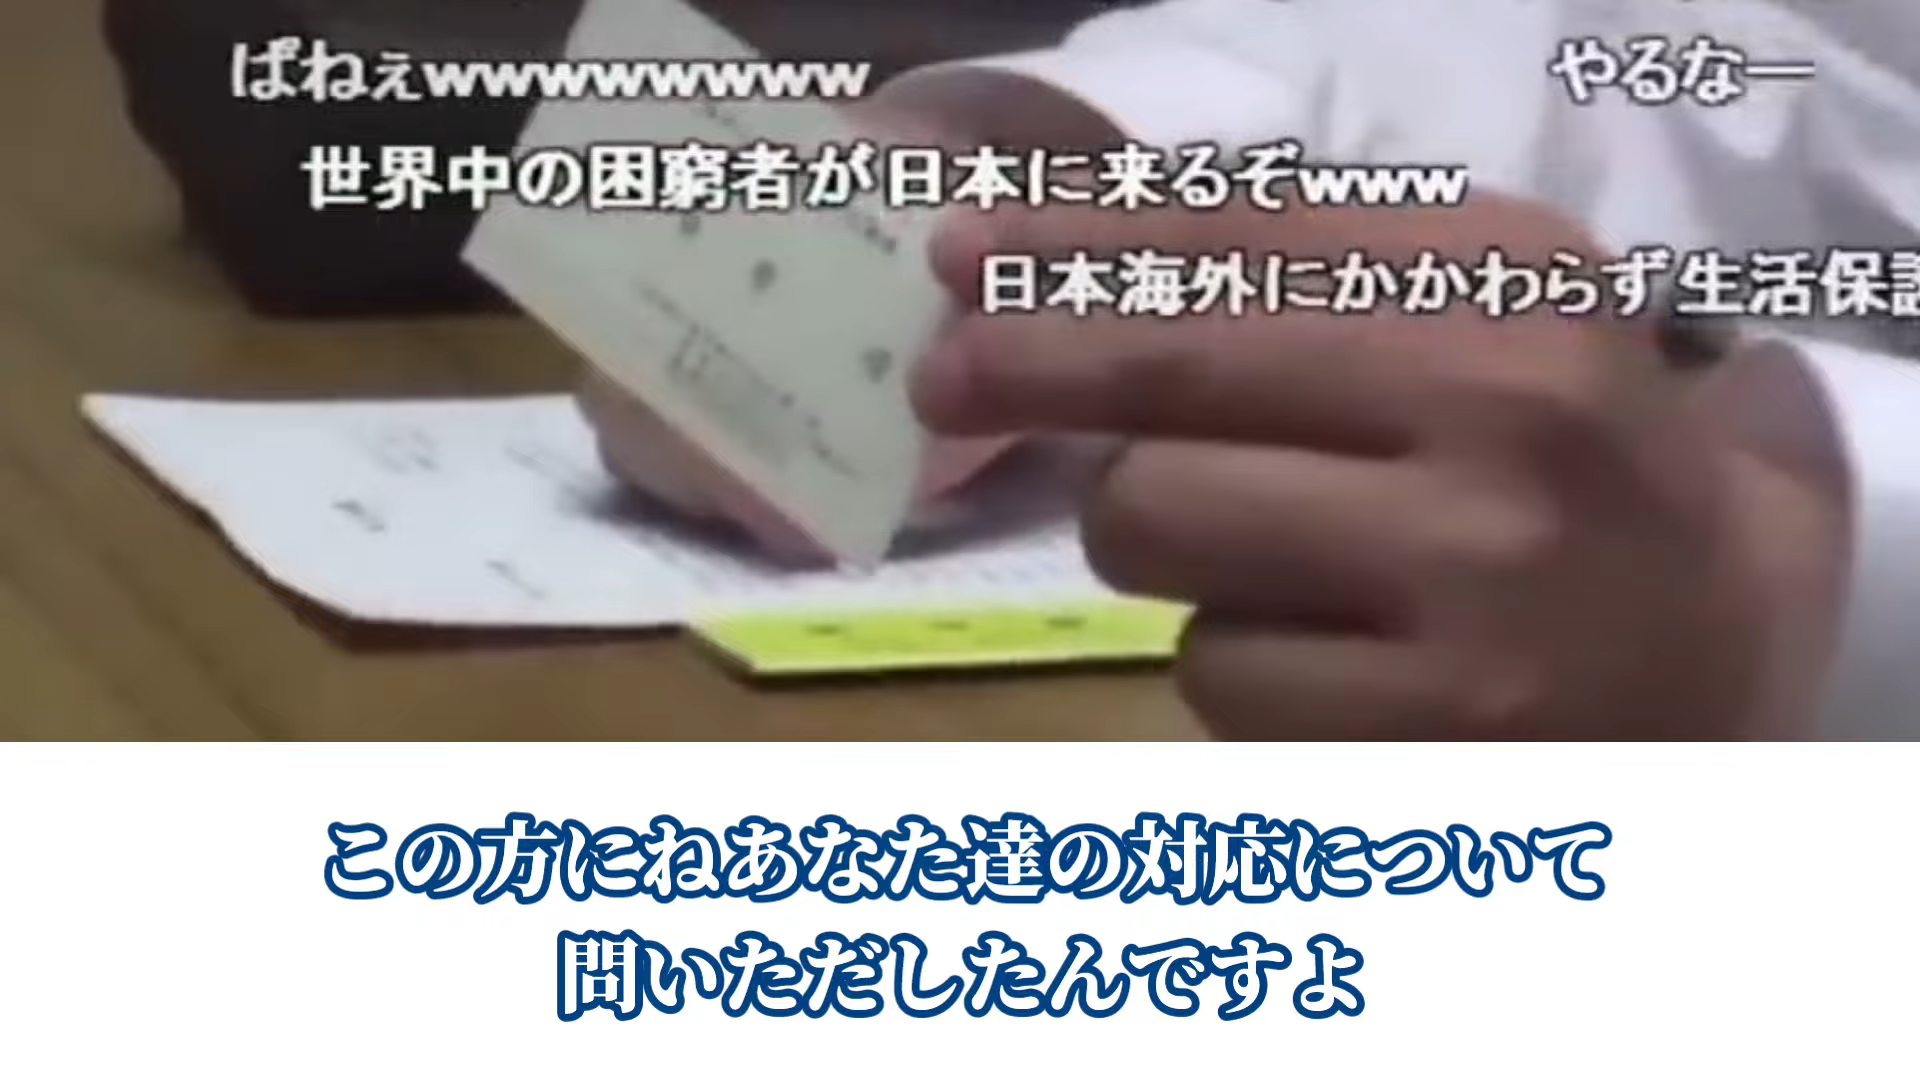 ぱねぇwwwwwwwww
やるなー
世界中の困窮者が日本に来るぞwww
日本海外にかかわらず生活保護
この方にねあなた達の対応について
問いただしたんですよ